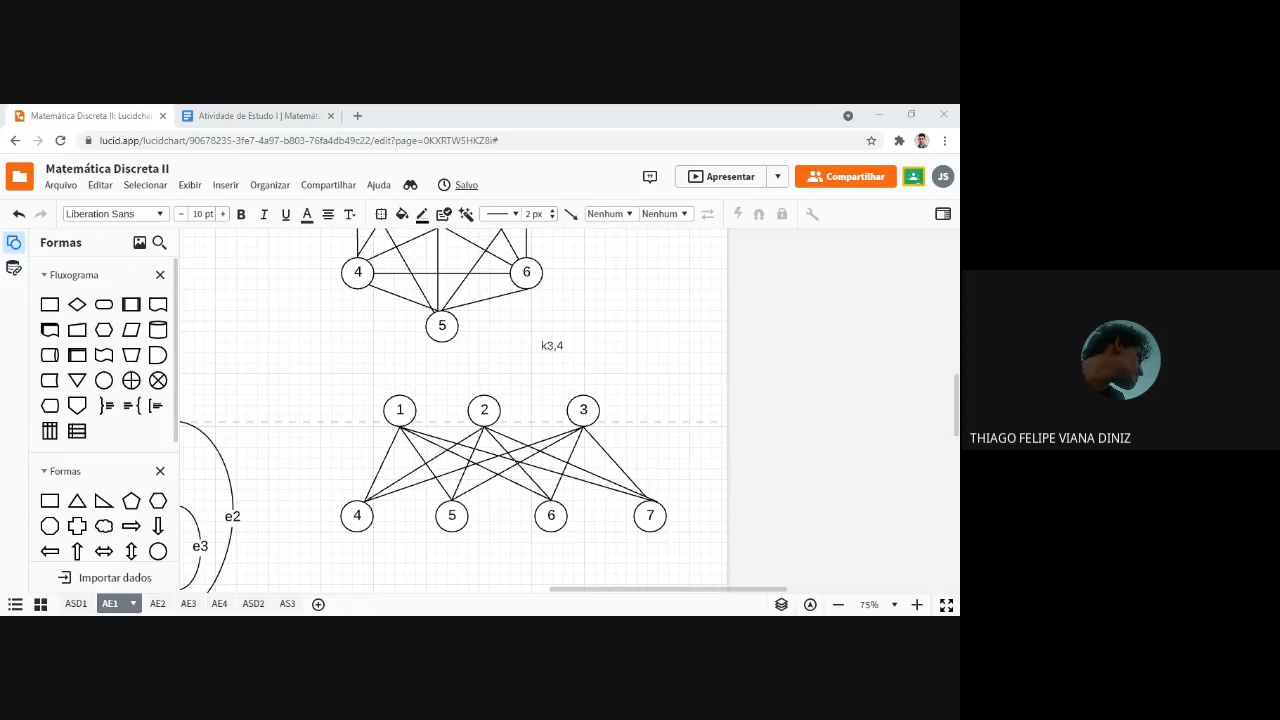 Matemática Discreta II: Lucidchar
Atividade de Estudo I | Matemát
lucid.app/lucidchart/90678235-3fe7-4a97-b803-76fa4db49c22/edit?page=0KXRTW5HKZ8i#
Matemática Discreta II
Arquivo Editar Selecionar Exibir Inserir Organizar Compartilhar Ajuda Salvo
Apresentar
Compartilhar
JS
Liberation Sans
10 pt
B I U A T
2 px
Nenhum
Nenhum
Formas
Fluxograma
Formas
Importar dados
4 6
5
k3,4
1 2 3
4 5 6 7
e2
e3
ASD1 AE1 AE2 AE3 AE4 ASD2 AS3
75%
THIAGO FELIPE VIANA DINIZ